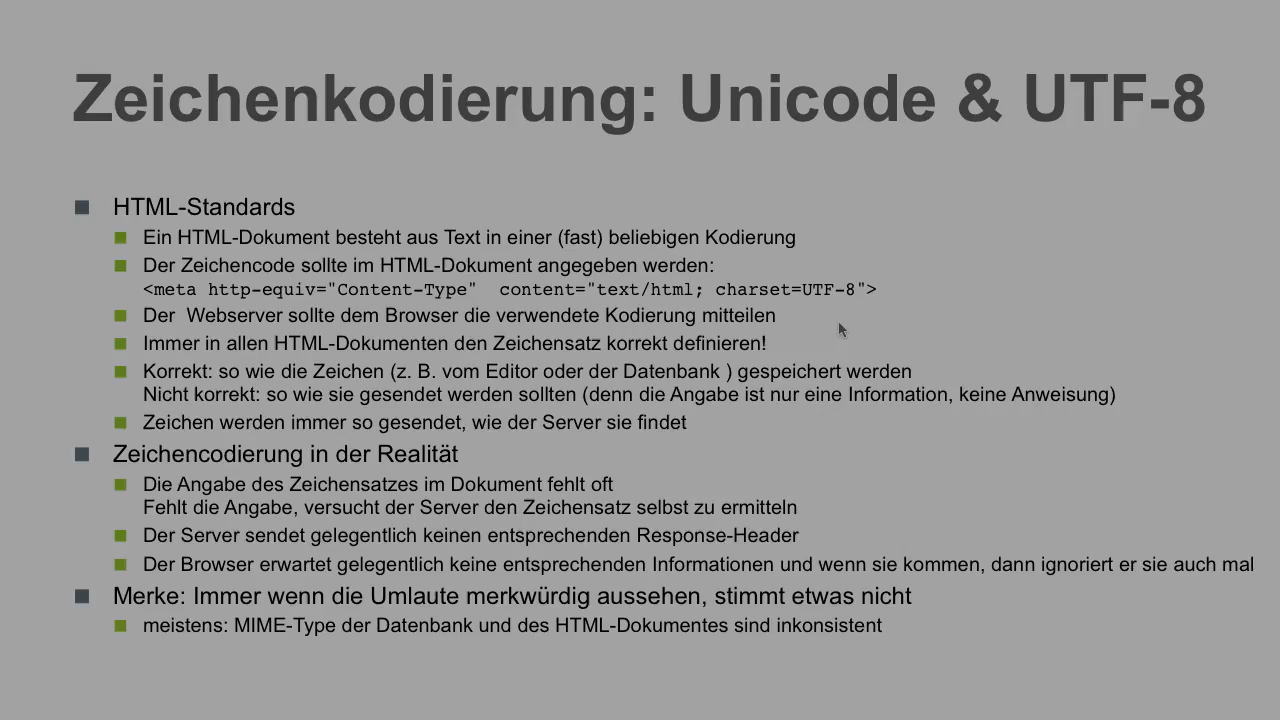 Zeichenkodierung: Unicode & UTF-8
HTML-Standards
Ein HTML-Dokument besteht aus Text in einer (fast) beliebigen Kodierung
Der Zeichencode sollte im HTML-Dokument angegeben werden:
<meta http-equiv="Content-Type"  content="text/html; charset=UTF-8">
Der  Webserver sollte dem Browser die verwendete Kodierung mitteilen
Immer in allen HTML-Dokumenten den Zeichensatz korrekt definieren!
Korrekt: so wie die Zeichen (z. B. vom Editor oder der Datenbank ) gespeichert werden
Nicht korrekt: so wie sie gesendet werden sollten (denn die Angabe ist nur eine Information, keine Anweisung)
Zeichen werden immer so gesendet, wie der Server sie findet
Zeichencodierung in der Realität
Die Angabe des Zeichensatzes im Dokument fehlt oft
Fehlt die Angabe, versucht der Server den Zeichensatz selbst zu ermitteln
Der Server sendet gelegentlich keinen entsprechenden Response-Header
Der Browser erwartet gelegentlich keine entsprechenden Informationen und wenn sie kommen, dann ignoriert er sie auch mal
Merke: Immer wenn die Umlaute merkwürdig aussehen, stimmt etwas nicht
meistens: MIME-Type der Datenbank und des HTML-Dokumentes sind inkonsistent